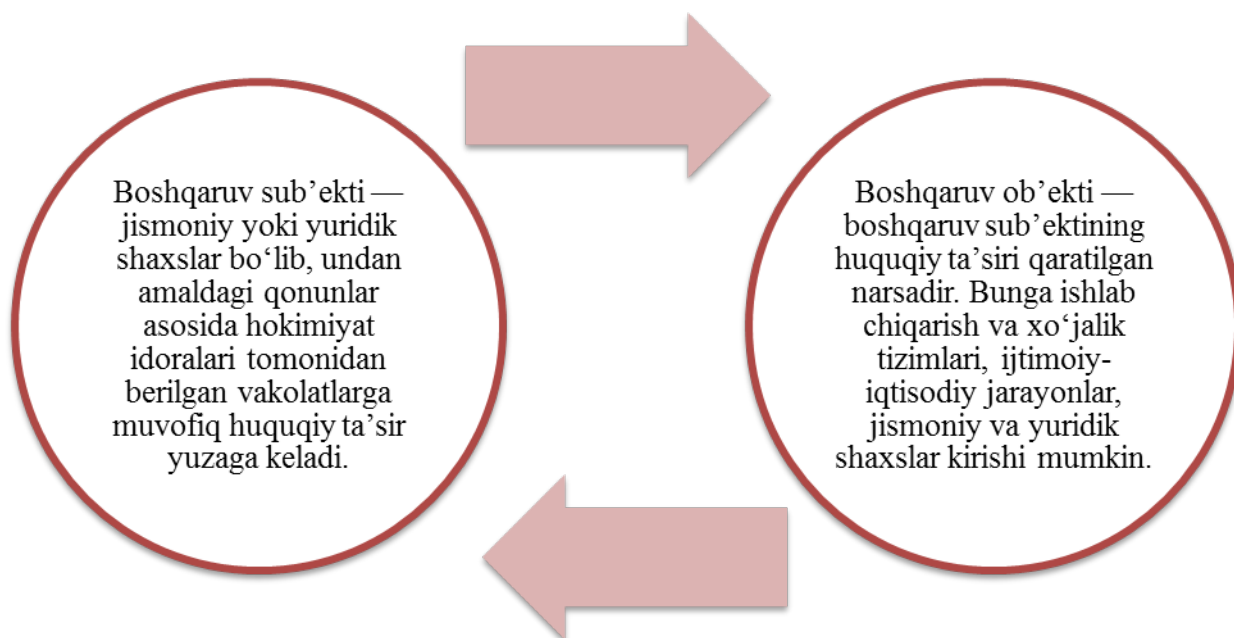 Boshqaruv sub’ekti —
jismoniy yoki yuridik
shaxslar bo‘lib, undan
amaldagi qonunlar
asosida hokimiyat
idoralari tomonidan
berilgan vakolatlarga
muvofiq huquqiy ta’sir
yuzaga keladi.
Boshqaruv ob’ekti —
boshqaruv sub’ektining
huquqiy ta’siri qaratilgan
narsadir. Bunga ishlab
chiqarish va xo‘jalik
tizimlari, ijtimoiy-
iqtisodiy jarayonlar,
jismoniy va yuridik
shaxslar kirishi mumkin.